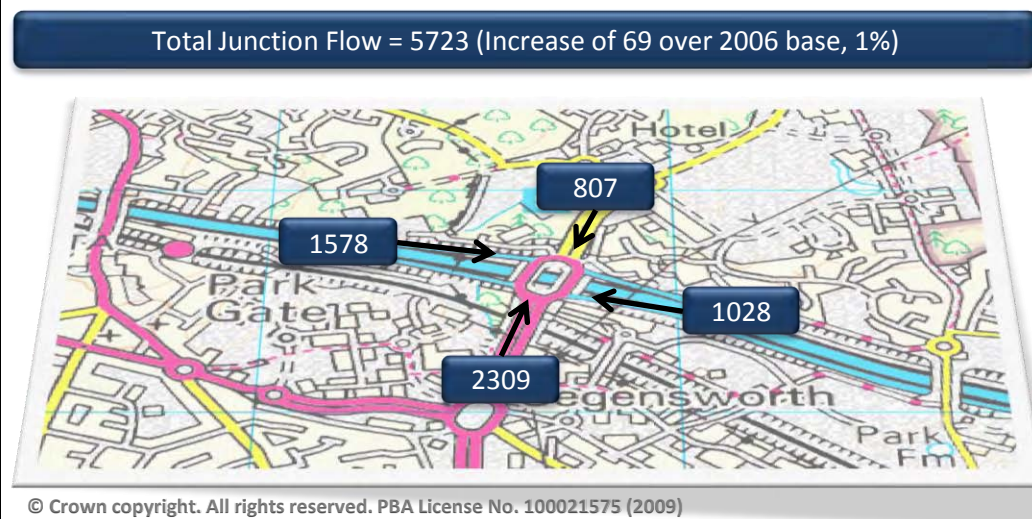 Total Junction Flow = 5723 (Increase of 69 over 2006 base, 1%)
Hotel
807
1578
Park
Gate
1028
2309
egensworth
Park
Fm
© Crown copyright. All rights reserved. PBA License No. 100021575 (2009)